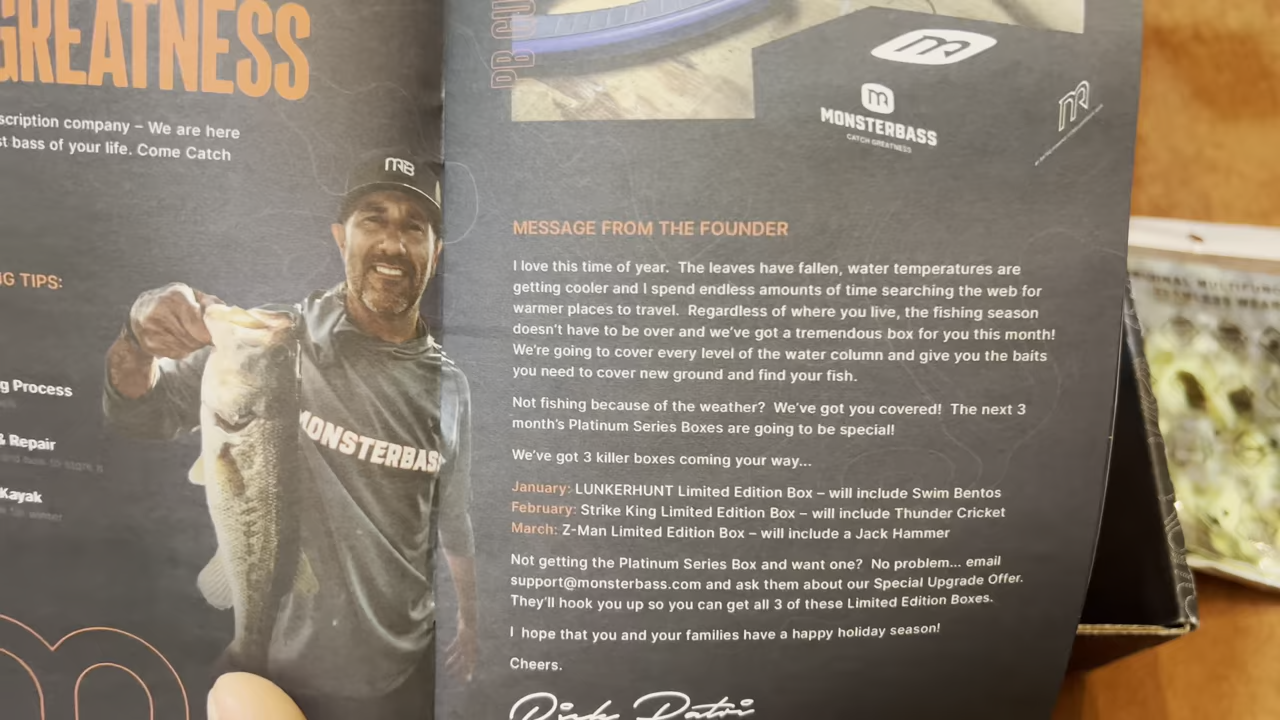 GREATNESS
scription company – We are here
st bass of your life. Come Catch
G TIPS:
g Process
& Repair
Kayak
MRB
MONSTERBASS
PB CU
MONSTERBASS
CATCH GREATNESS
MESSAGE FROM THE FOUNDER
I love this time of year.  The leaves have fallen, water temperatures are
getting cooler and I spend endless amounts of time searching the web for
warmer places to travel.  Regardless of where you live, the fishing season
doesn't have to be over and we've got a tremendous box for you this month!
We're going to cover every level of the water column and give you the baits
you need to cover new ground and find your fish.
Not fishing because of the weather?  We've got you covered!  The next 3
month's Platinum Series Boxes are going to be special!
We've got 3 killer boxes coming your way...
January: LUNKERHUNT Limited Edition Box – will include Swim Bentos
February: Strike King Limited Edition Box – will include Thunder Cricket
March: Z-Man Limited Edition Box – will include a Jack Hammer
Not getting the Platinum Series Box and want one?  No problem... email
support@monsterbass.com and ask them about our Special Upgrade Offer.
They'll hook you up so you can get all 3 of these Limited Edition Boxes.
I  hope that you and your families have a happy holiday season!
Cheers.